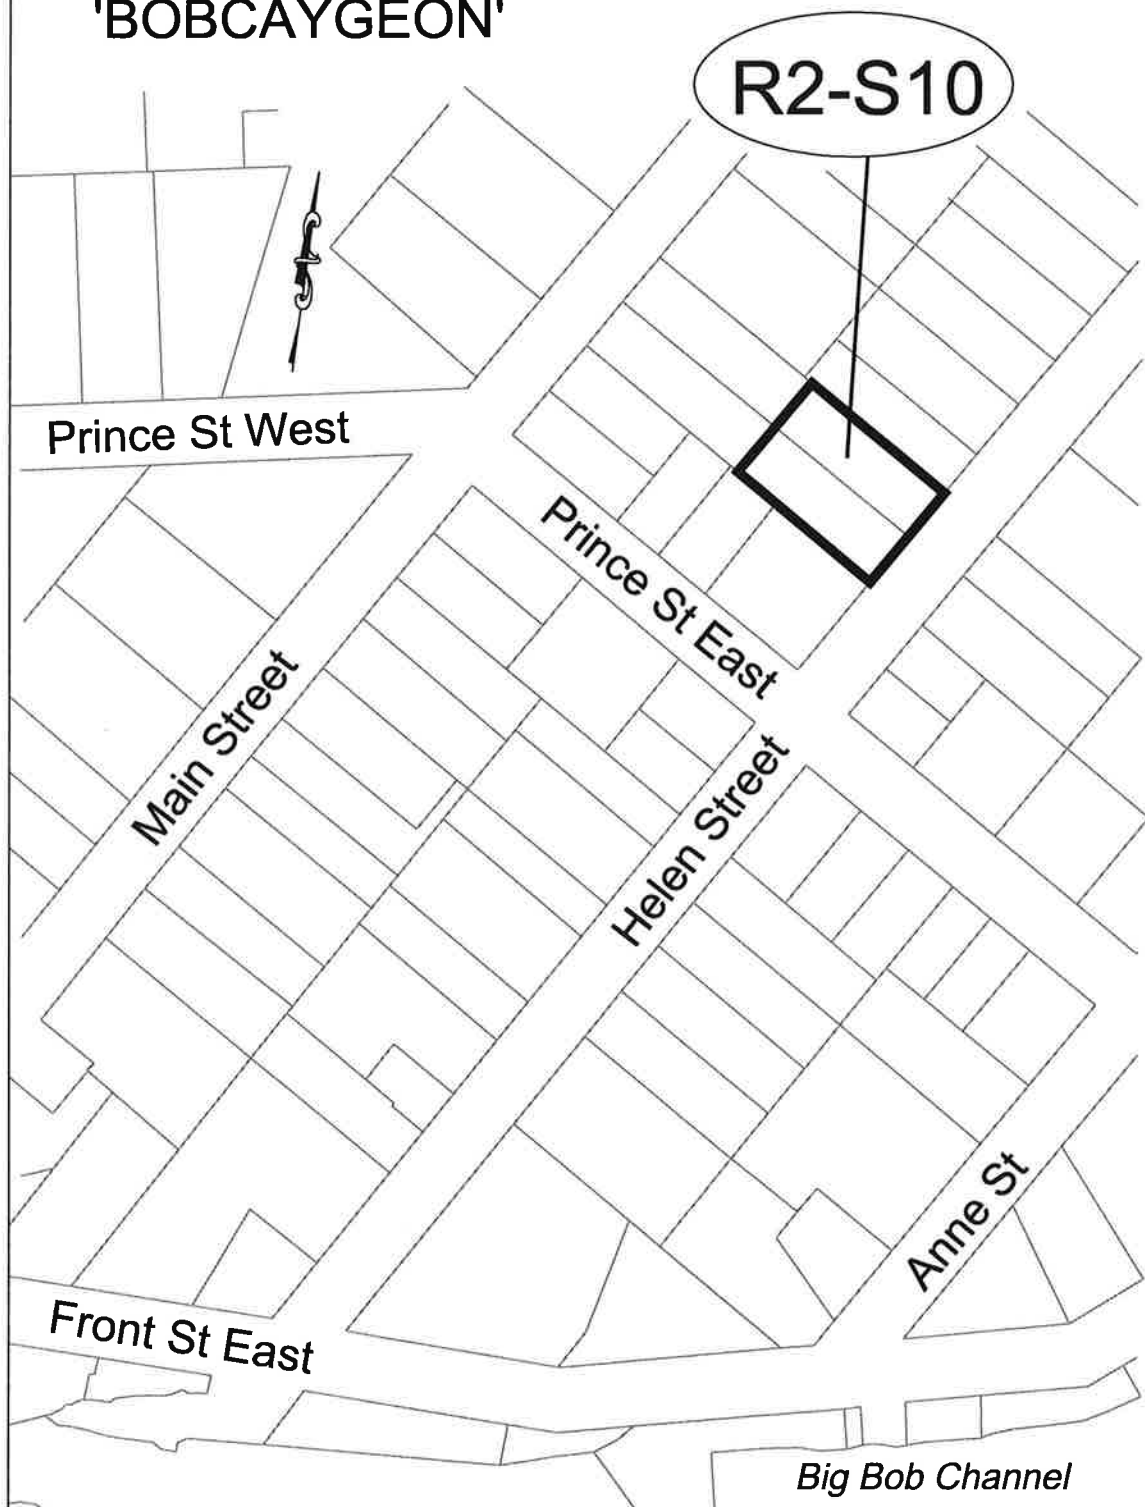 'BOBCAYGEON'
R2-S10
Prince St West
Prince St East
Main Street
Helen Street
Anne St
Front St East
Big Bob Channel